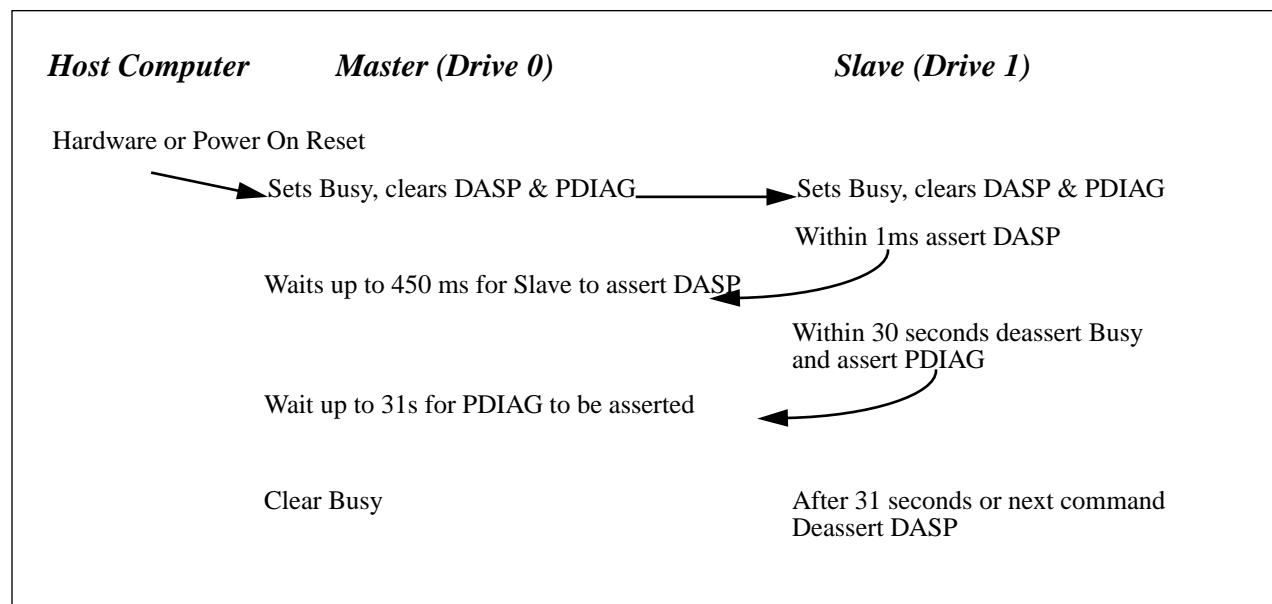 Host Computer Master (Drive 0) Slave (Drive 1)
Hardware or Power On Reset
Sets Busy, clears DASP & PDIAG Sets Busy, clears DASP & PDIAG
Within 1ms assert DASP
Waits up to 450 ms for Slave to assert DASP
Within 30 seconds deassert Busy
and assert PDIAG
Wait up to 31s for PDIAG to be asserted
Clear Busy After 31 seconds or next command
Deassert DASP